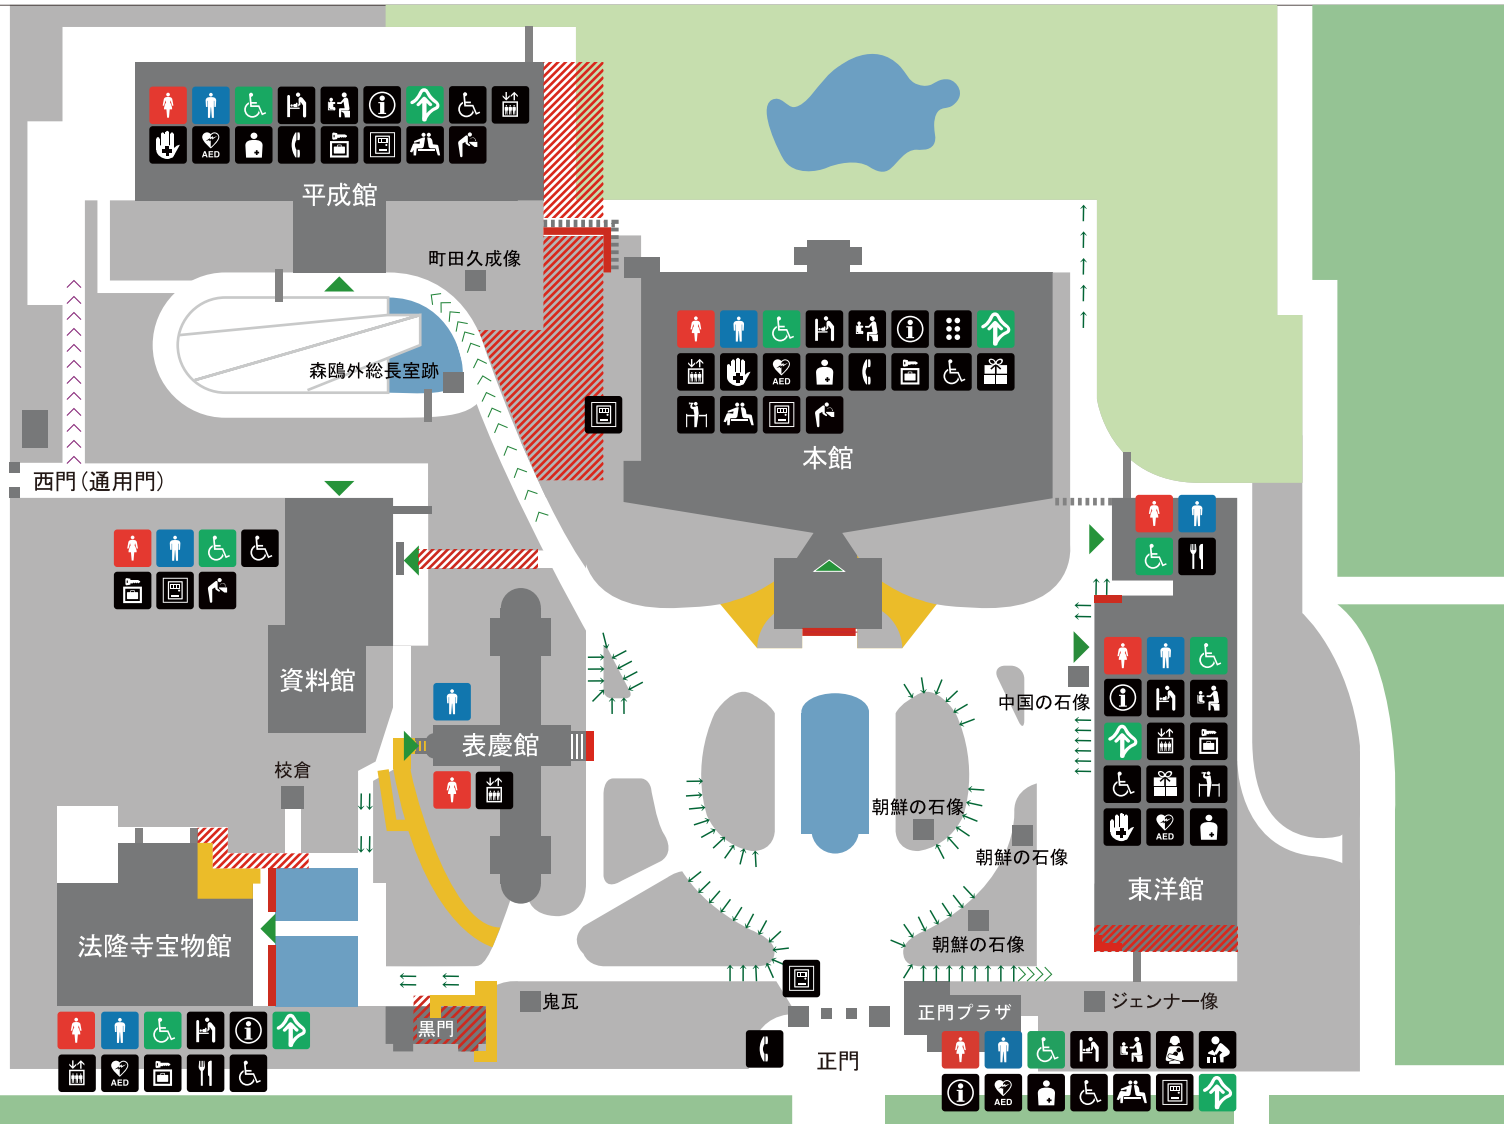 AED
平成館
町田久成像
森鴎外総長室跡
AED
本館
西門(通用門)
資料館
中国の石像
表慶館
校倉
朝鮮の石像
AED
朝鮮の石像
東洋館
法隆寺宝物館
朝鮮の石像
鬼瓦
ジェンナー像
正門プラザ
黒門
正門
AED
AED